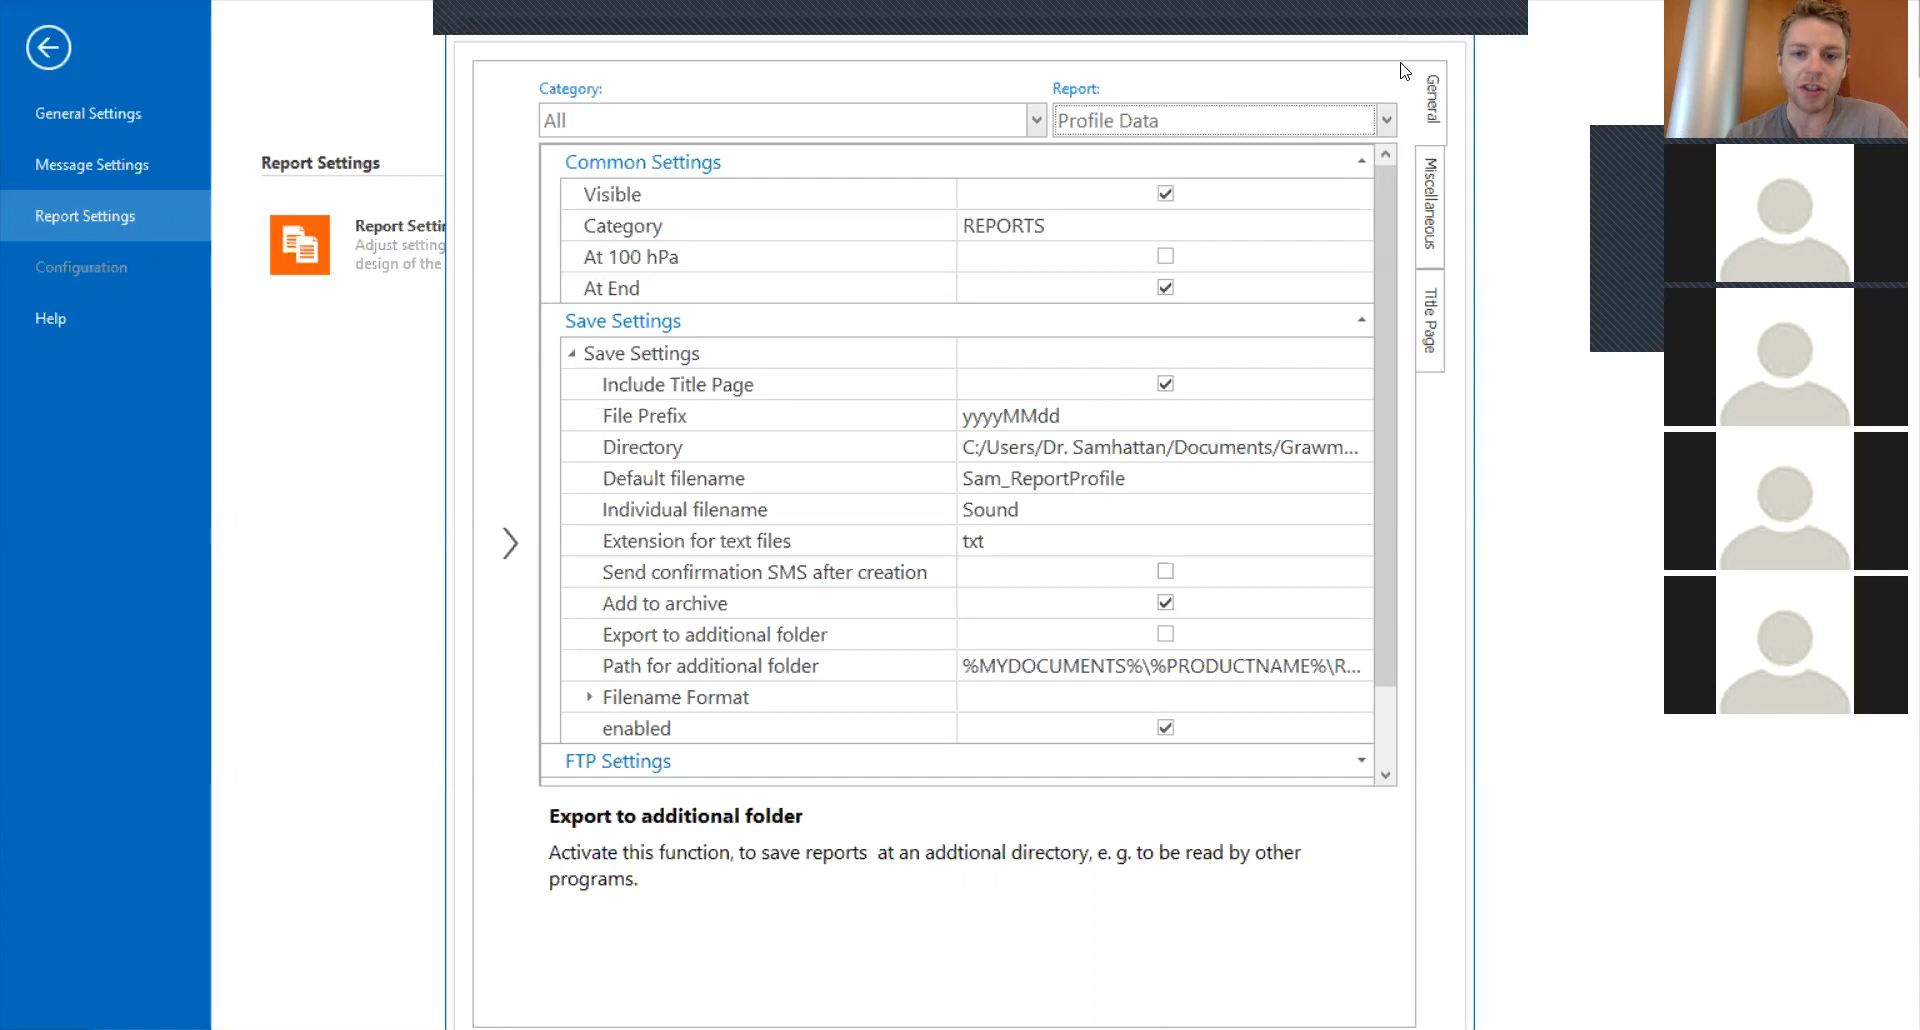 General Settings
Message Settings
Report Settings
Configuration
Help
Report Settings
Report Settin
Adjust setting
design of the
Category:
Report:
All
Profile Data
General
Miscellaneous
Title Page
Common Settings
Visible
Category REPORTS
At 100 hPa
At End
Save Settings
Save Settings
Include Title Page
File Prefix yyyyMMdd
Directory C:/Users/Dr. Samhattan/Documents/Grawm...
Default filename Sam_ReportProfile
Individual filename Sound
Extension for text files txt
Send confirmation SMS after creation
Add to archive
Export to additional folder
Path for additional folder %MYDOCUMENTS%\%PRODUCTNAME%\R...
Filename Format
enabled
FTP Settings
Export to additional folder
Activate this function, to save reports at an addtional directory, e. g. to be read by other
programs.